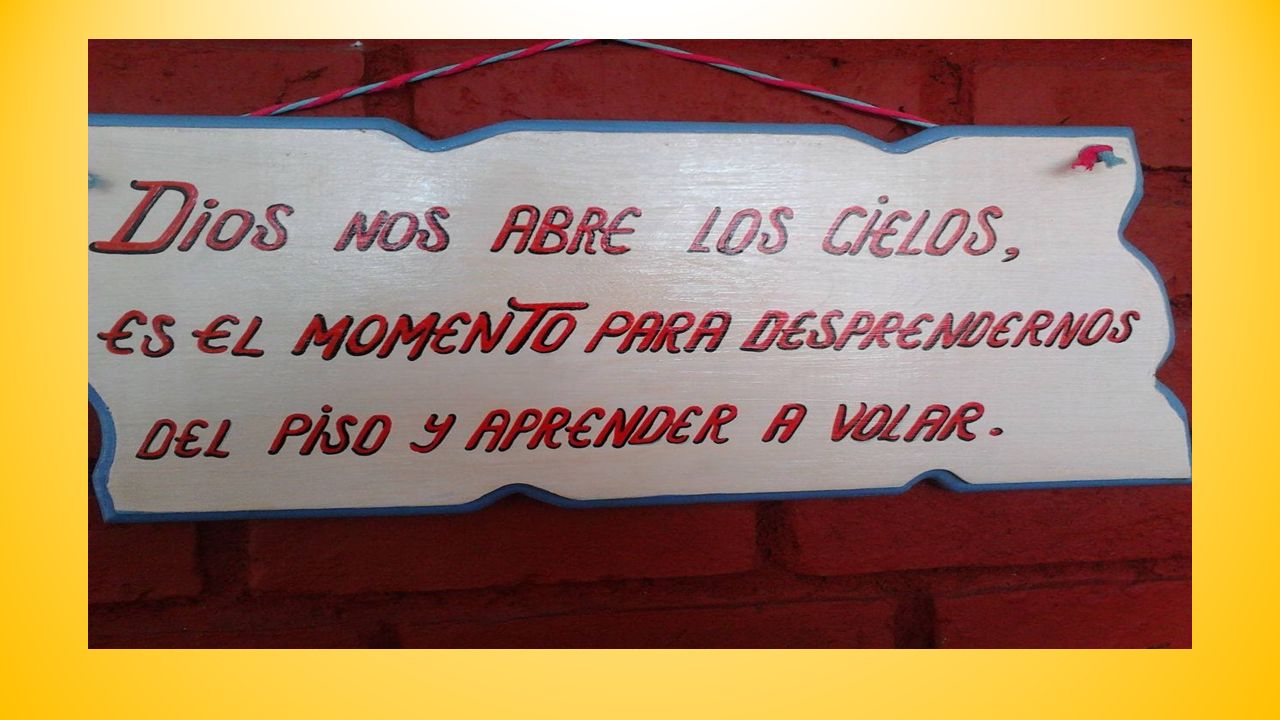 Dios nos abre los cielos,
es el momento para desprendernos
del piso y aprender a volar.